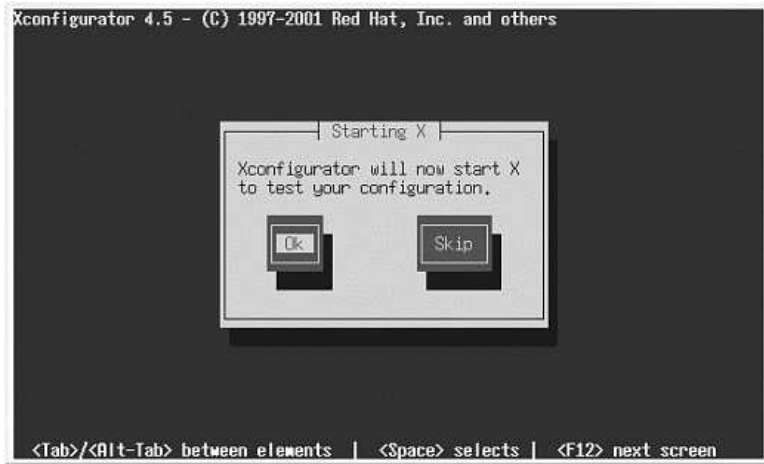 Xconfigurator 4.5 - (C) 1997-2001 Red Hat, Inc. and others
Starting X
Xconfigurator will now start X
to test your configuration.
Ok Skip
<Tab>/<Alt-Tab> between elements | <Space> selects | <F12> next screen